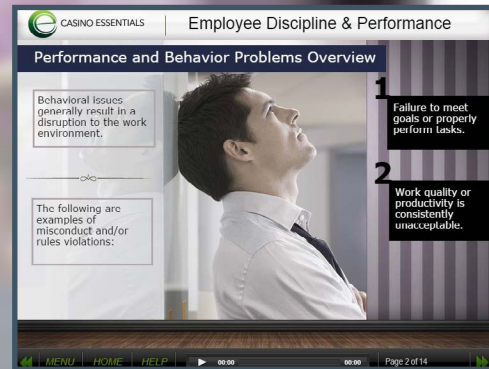 CASINO ESSENTIALS
Employee Discipline & Performance
Performance and Behavior Problems Overview
Behavioral issues
generally result in a
disruption to the work
environment.
The following are
examples of
misconduct and/or
rules violations:
1
Failure to meet
goals or properly
perform tasks.
2
Work quality or
productivity is
consistently
unacceptable.
MENU HOME HELP 00:00 00:00 Page 2 of 14